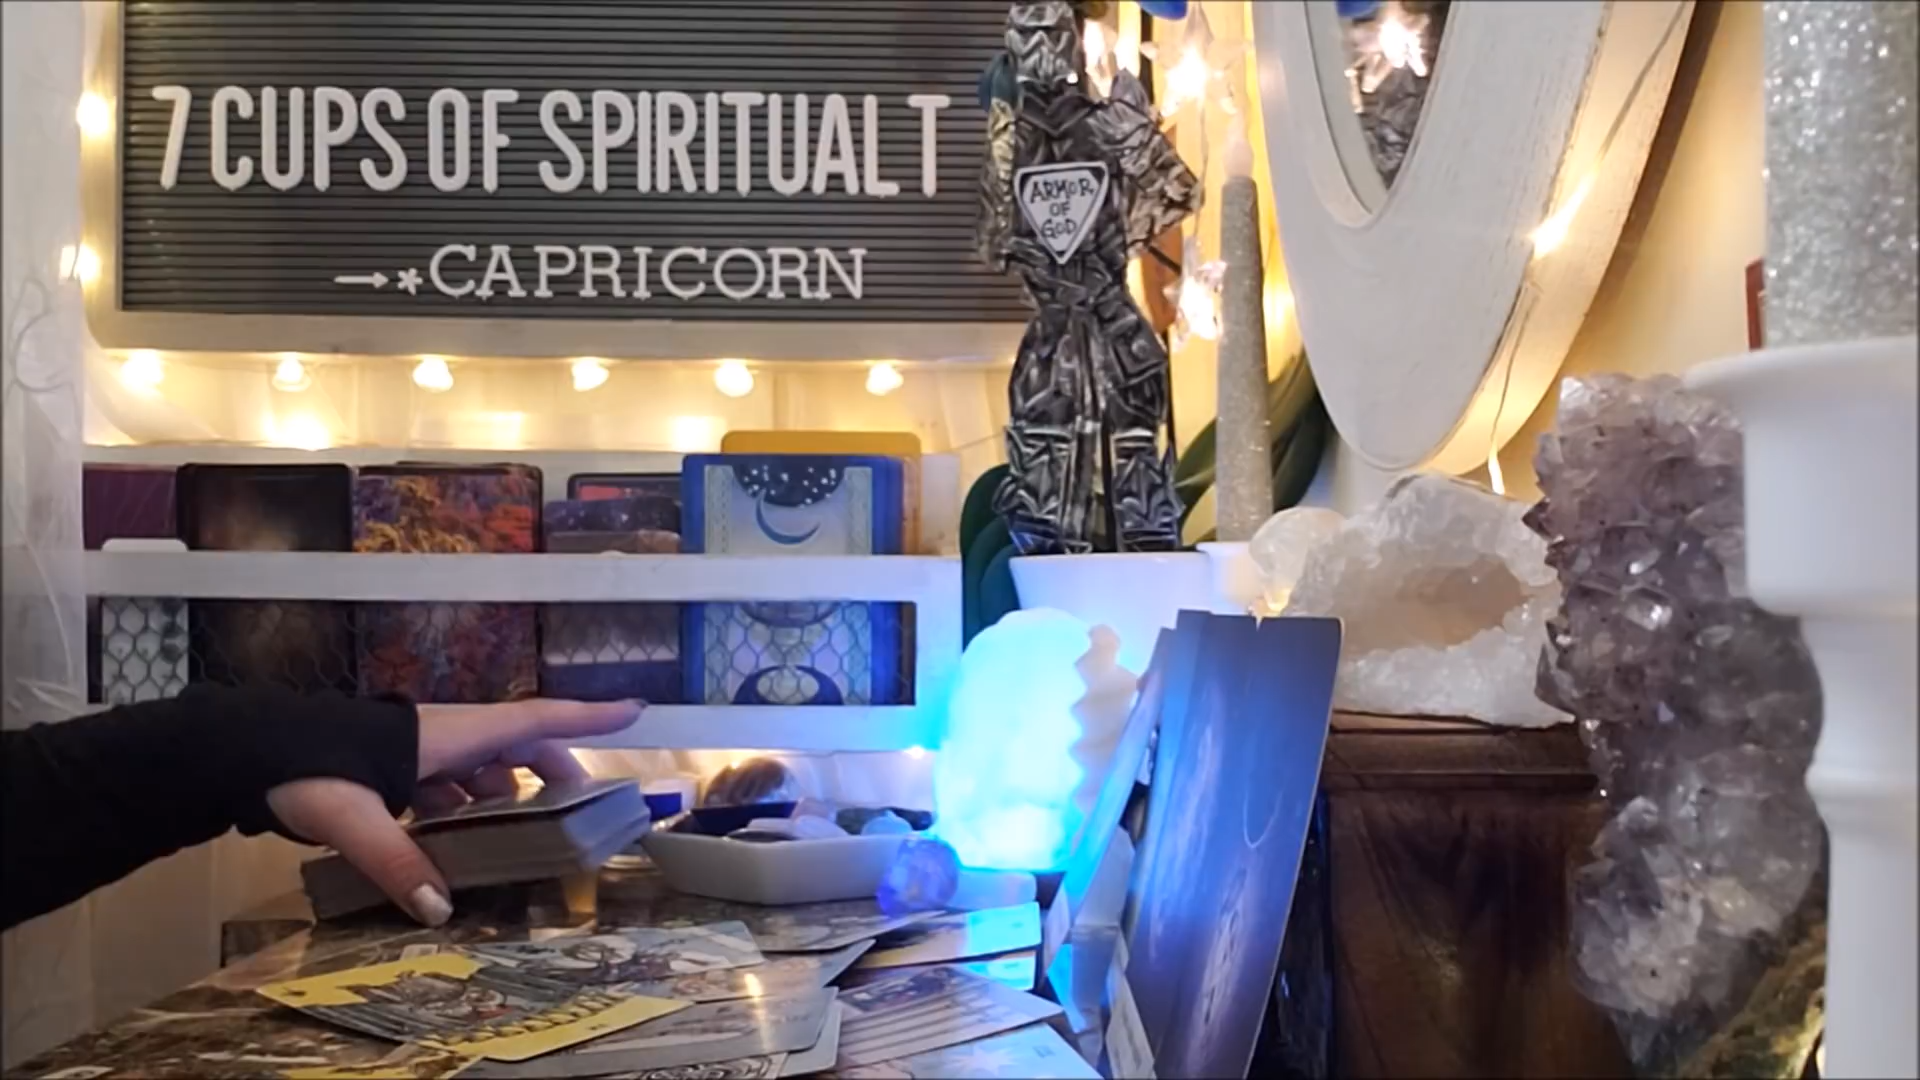 7 CUPS OF SPIRITUAL T
→*CAPRICORN
ARMOR
OF
GOD